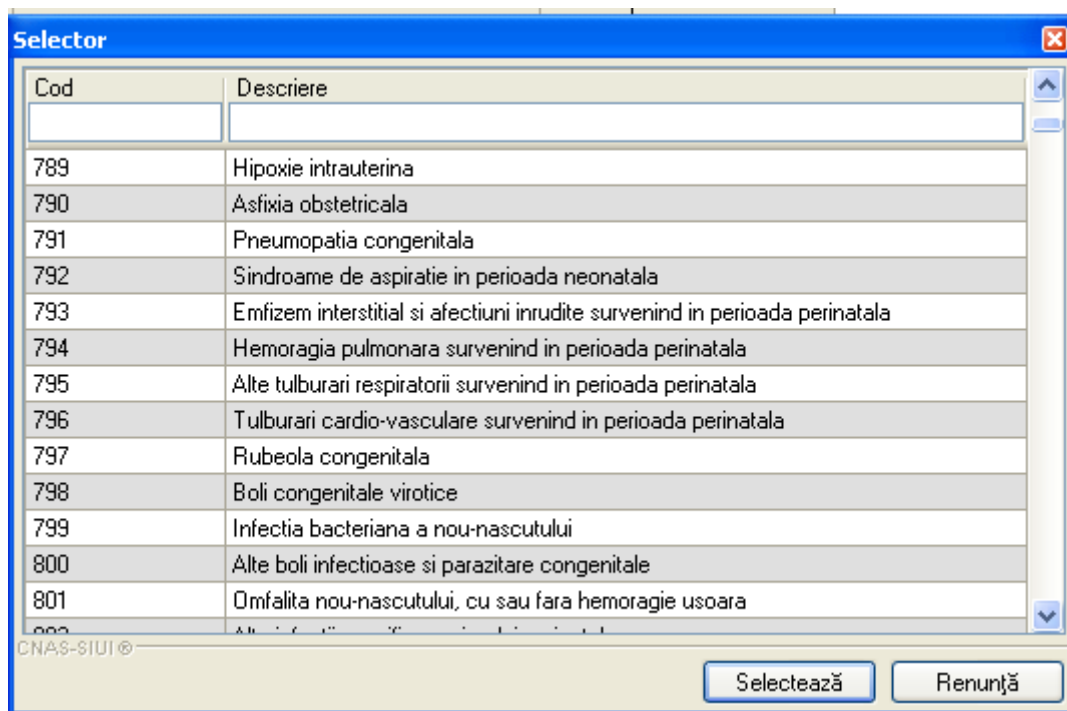 Selector
Cod Descriere
789 Hipoxie intrauterina
790 Asfixia obstetricala
791 Pneumopatia congenitala
792 Sindroame de aspiratie in perioada neonatala
793 Emfizem interstitial si afectiuni inrudite survenind in perioada perinatala
794 Hemoragia pulmonara survenind in perioada perinatala
795 Alte tulburari respiratorii survenind in perioada perinatala
796 Tulburari cardio-vasculare survenind in perioada perinatala
797 Rubeola congenitala
798 Boli congenitale virotice
799 Infectia bacteriana a nou-nascutului
800 Alte boli infectioase si parazitare congenitale
801 Omfalita nou-nascutului, cu sau fara hemoragie usoara
CNAS-SIUI®
Selectează Renunţă